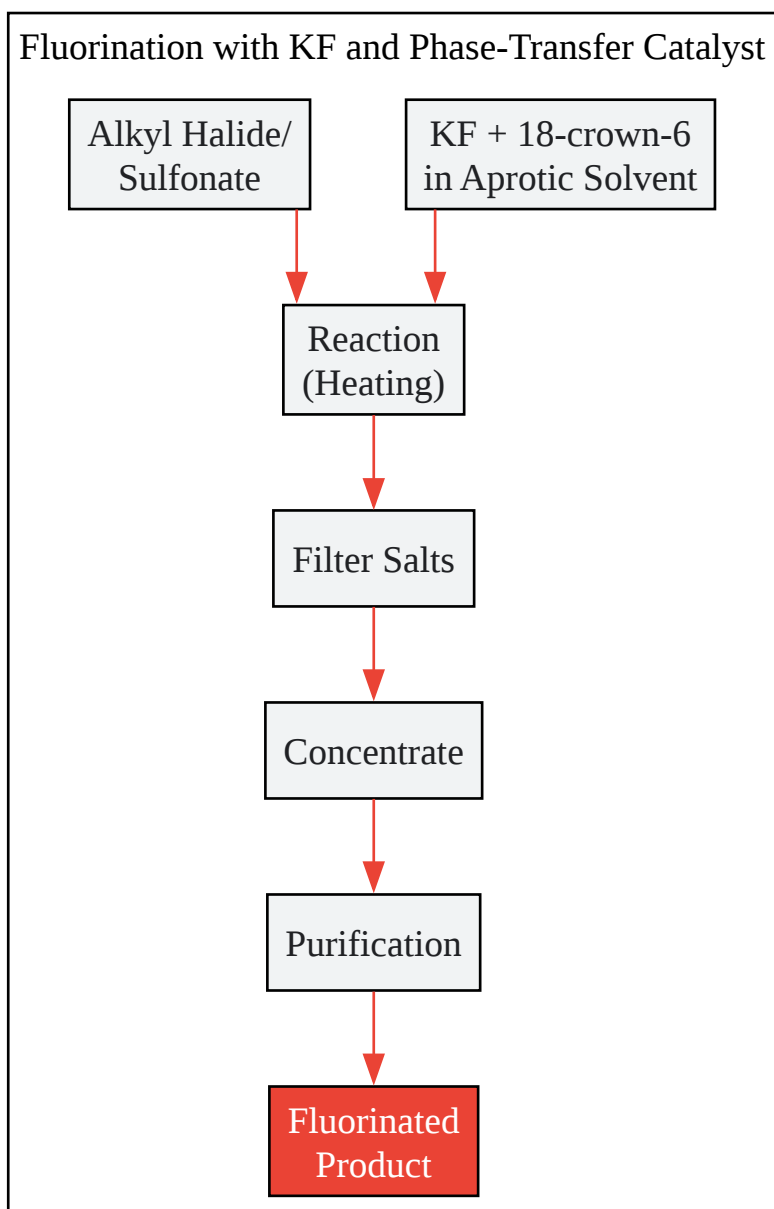 Fluorination with KF and Phase-Transfer Catalyst
Alkyl Halide/
Sulfonate
KF + 18-crown-6
in Aprotic Solvent
Reaction
(Heating)
Filter Salts
Concentrate
Purification
Fluorinated
Product